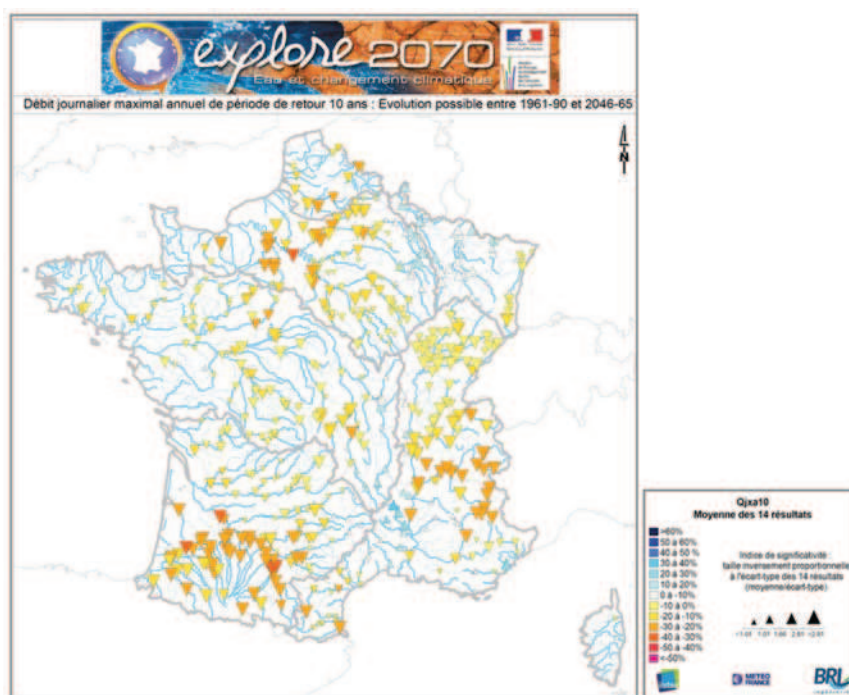 explore 2070
Eau et changement climatique
Débit journalier maximal annuel de période de retour 10 ans : Evolution possible entre 1961-90 et 2046-65
N
Qjxa10
Moyenne des 14 résultats
>60%
50 à 60%
40 à 50 %
30 à 40%
20 à 30%
10 à 20%
0 à -10%
-10 à 0%
-20 à -10%
-30 à -20%
-40 à -30%
-50 à -40%
<-50%
Indice de significativité :
taille inversement proportionnelle
à l'écart-type des 14 résultats
(moyenne/écart-type)
METEO
FRANCE
BRL